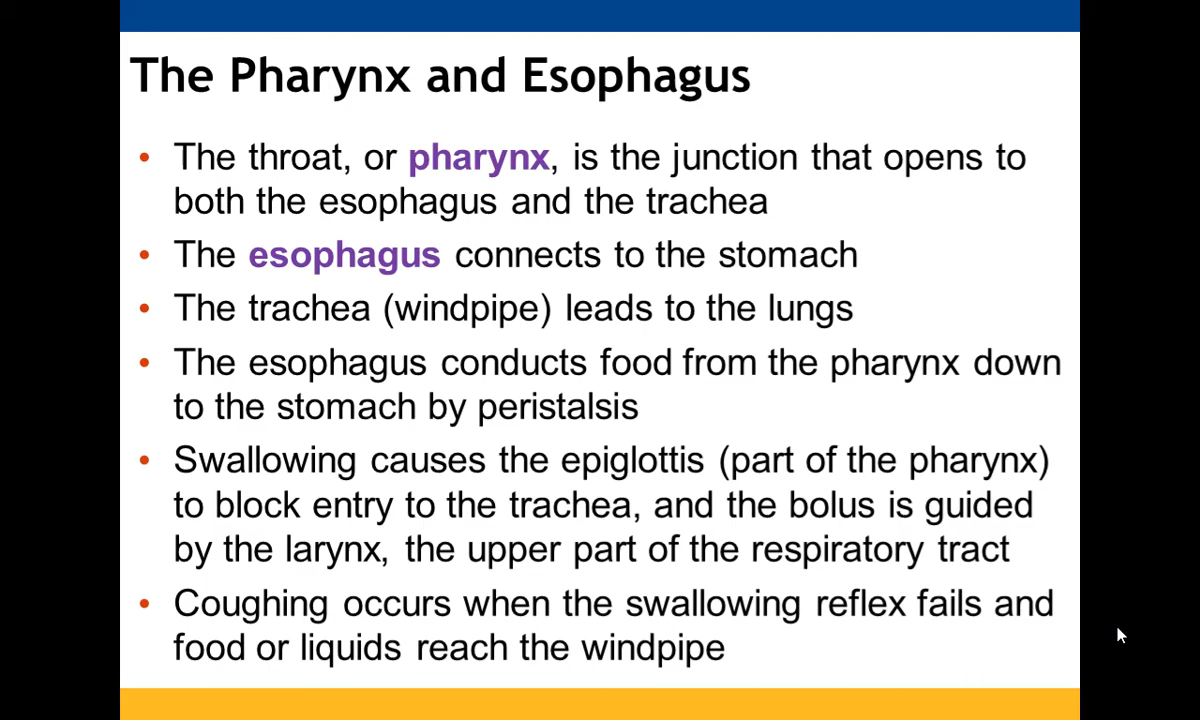 The Pharynx and Esophagus
• The throat, or pharynx, is the junction that opens to
both the esophagus and the trachea
• The esophagus connects to the stomach
• The trachea (windpipe) leads to the lungs
• The esophagus conducts food from the pharynx down
to the stomach by peristalsis
• Swallowing causes the epiglottis (part of the pharynx)
to block entry to the trachea, and the bolus is guided
by the larynx, the upper part of the respiratory tract
• Coughing occurs when the swallowing reflex fails and
food or liquids reach the windpipe